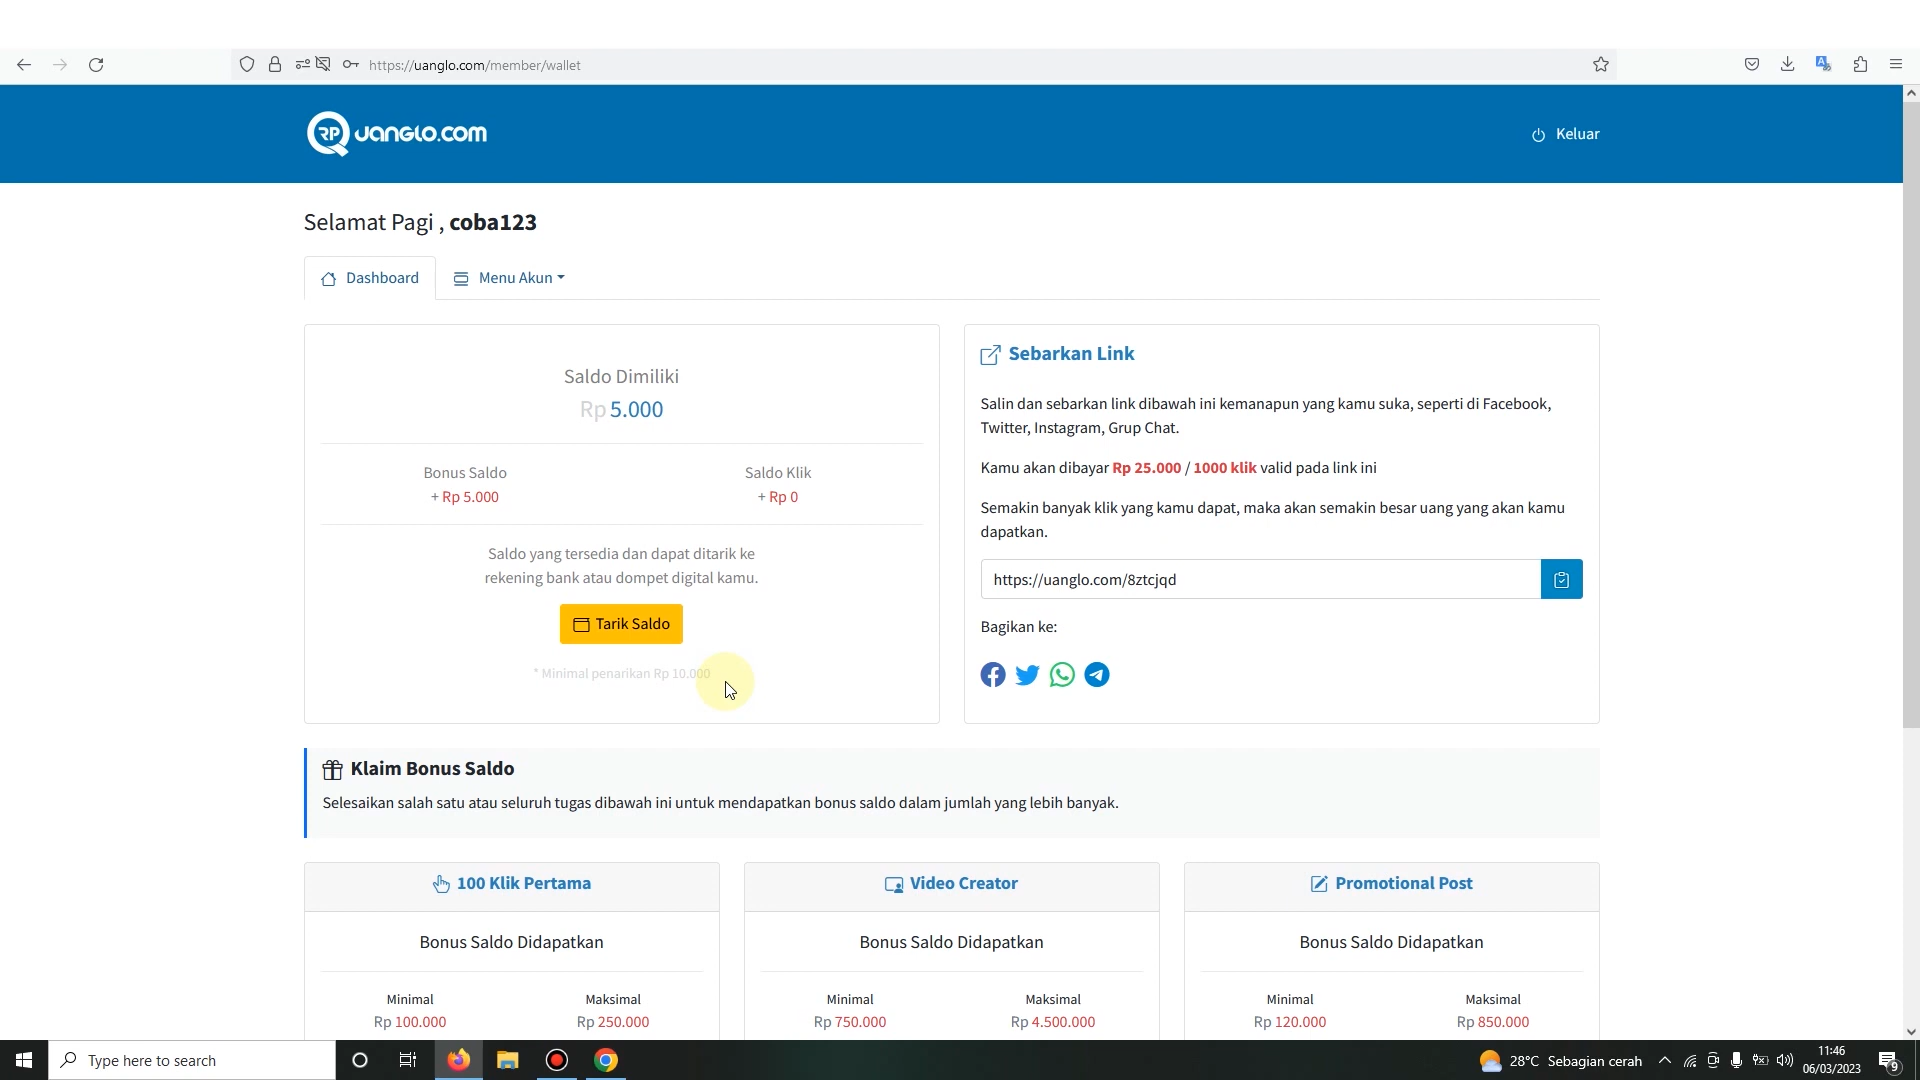 https://uanglo.com/member/wallet
RP uanglo.com
Keluar
Selamat Pagi , coba123
Dashboard
Menu Akun
Saldo Dimiliki
Rp 5.000
Bonus Saldo
Saldo Klik
+ Rp 5.000
+ Rp 0
Saldo yang tersedia dan dapat ditarik ke
rekening bank atau dompet digital kamu.
Tarik Saldo
* Minimal penarikan Rp 10.000
Sebarkan Link
Salin dan sebarkan link dibawah ini kemanapun yang kamu suka, seperti di Facebook,
Twitter, Instagram, Grup Chat.
Kamu akan dibayar Rp 25.000 / 1000 klik valid pada link ini
Semakin banyak klik yang kamu dapat, maka akan semakin besar uang yang akan kamu
dapatkan.
https://uanglo.com/8ztcjqd
Bagikan ke:
Klaim Bonus Saldo
Selesaikan salah satu atau seluruh tugas dibawah ini untuk mendapatkan bonus saldo dalam jumlah yang lebih banyak.
100 Klik Pertama
Bonus Saldo Didapatkan
Minimal
Maksimal
Rp 100.000
Rp 250.000
Video Creator
Bonus Saldo Didapatkan
Minimal
Maksimal
Rp 750.000
Rp 4.500.000
Promotional Post
Bonus Saldo Didapatkan
Minimal
Maksimal
Rp 120.000
Rp 850.000
Type here to search
28°C Sebagian cerah
11:46
06/03/2023
9